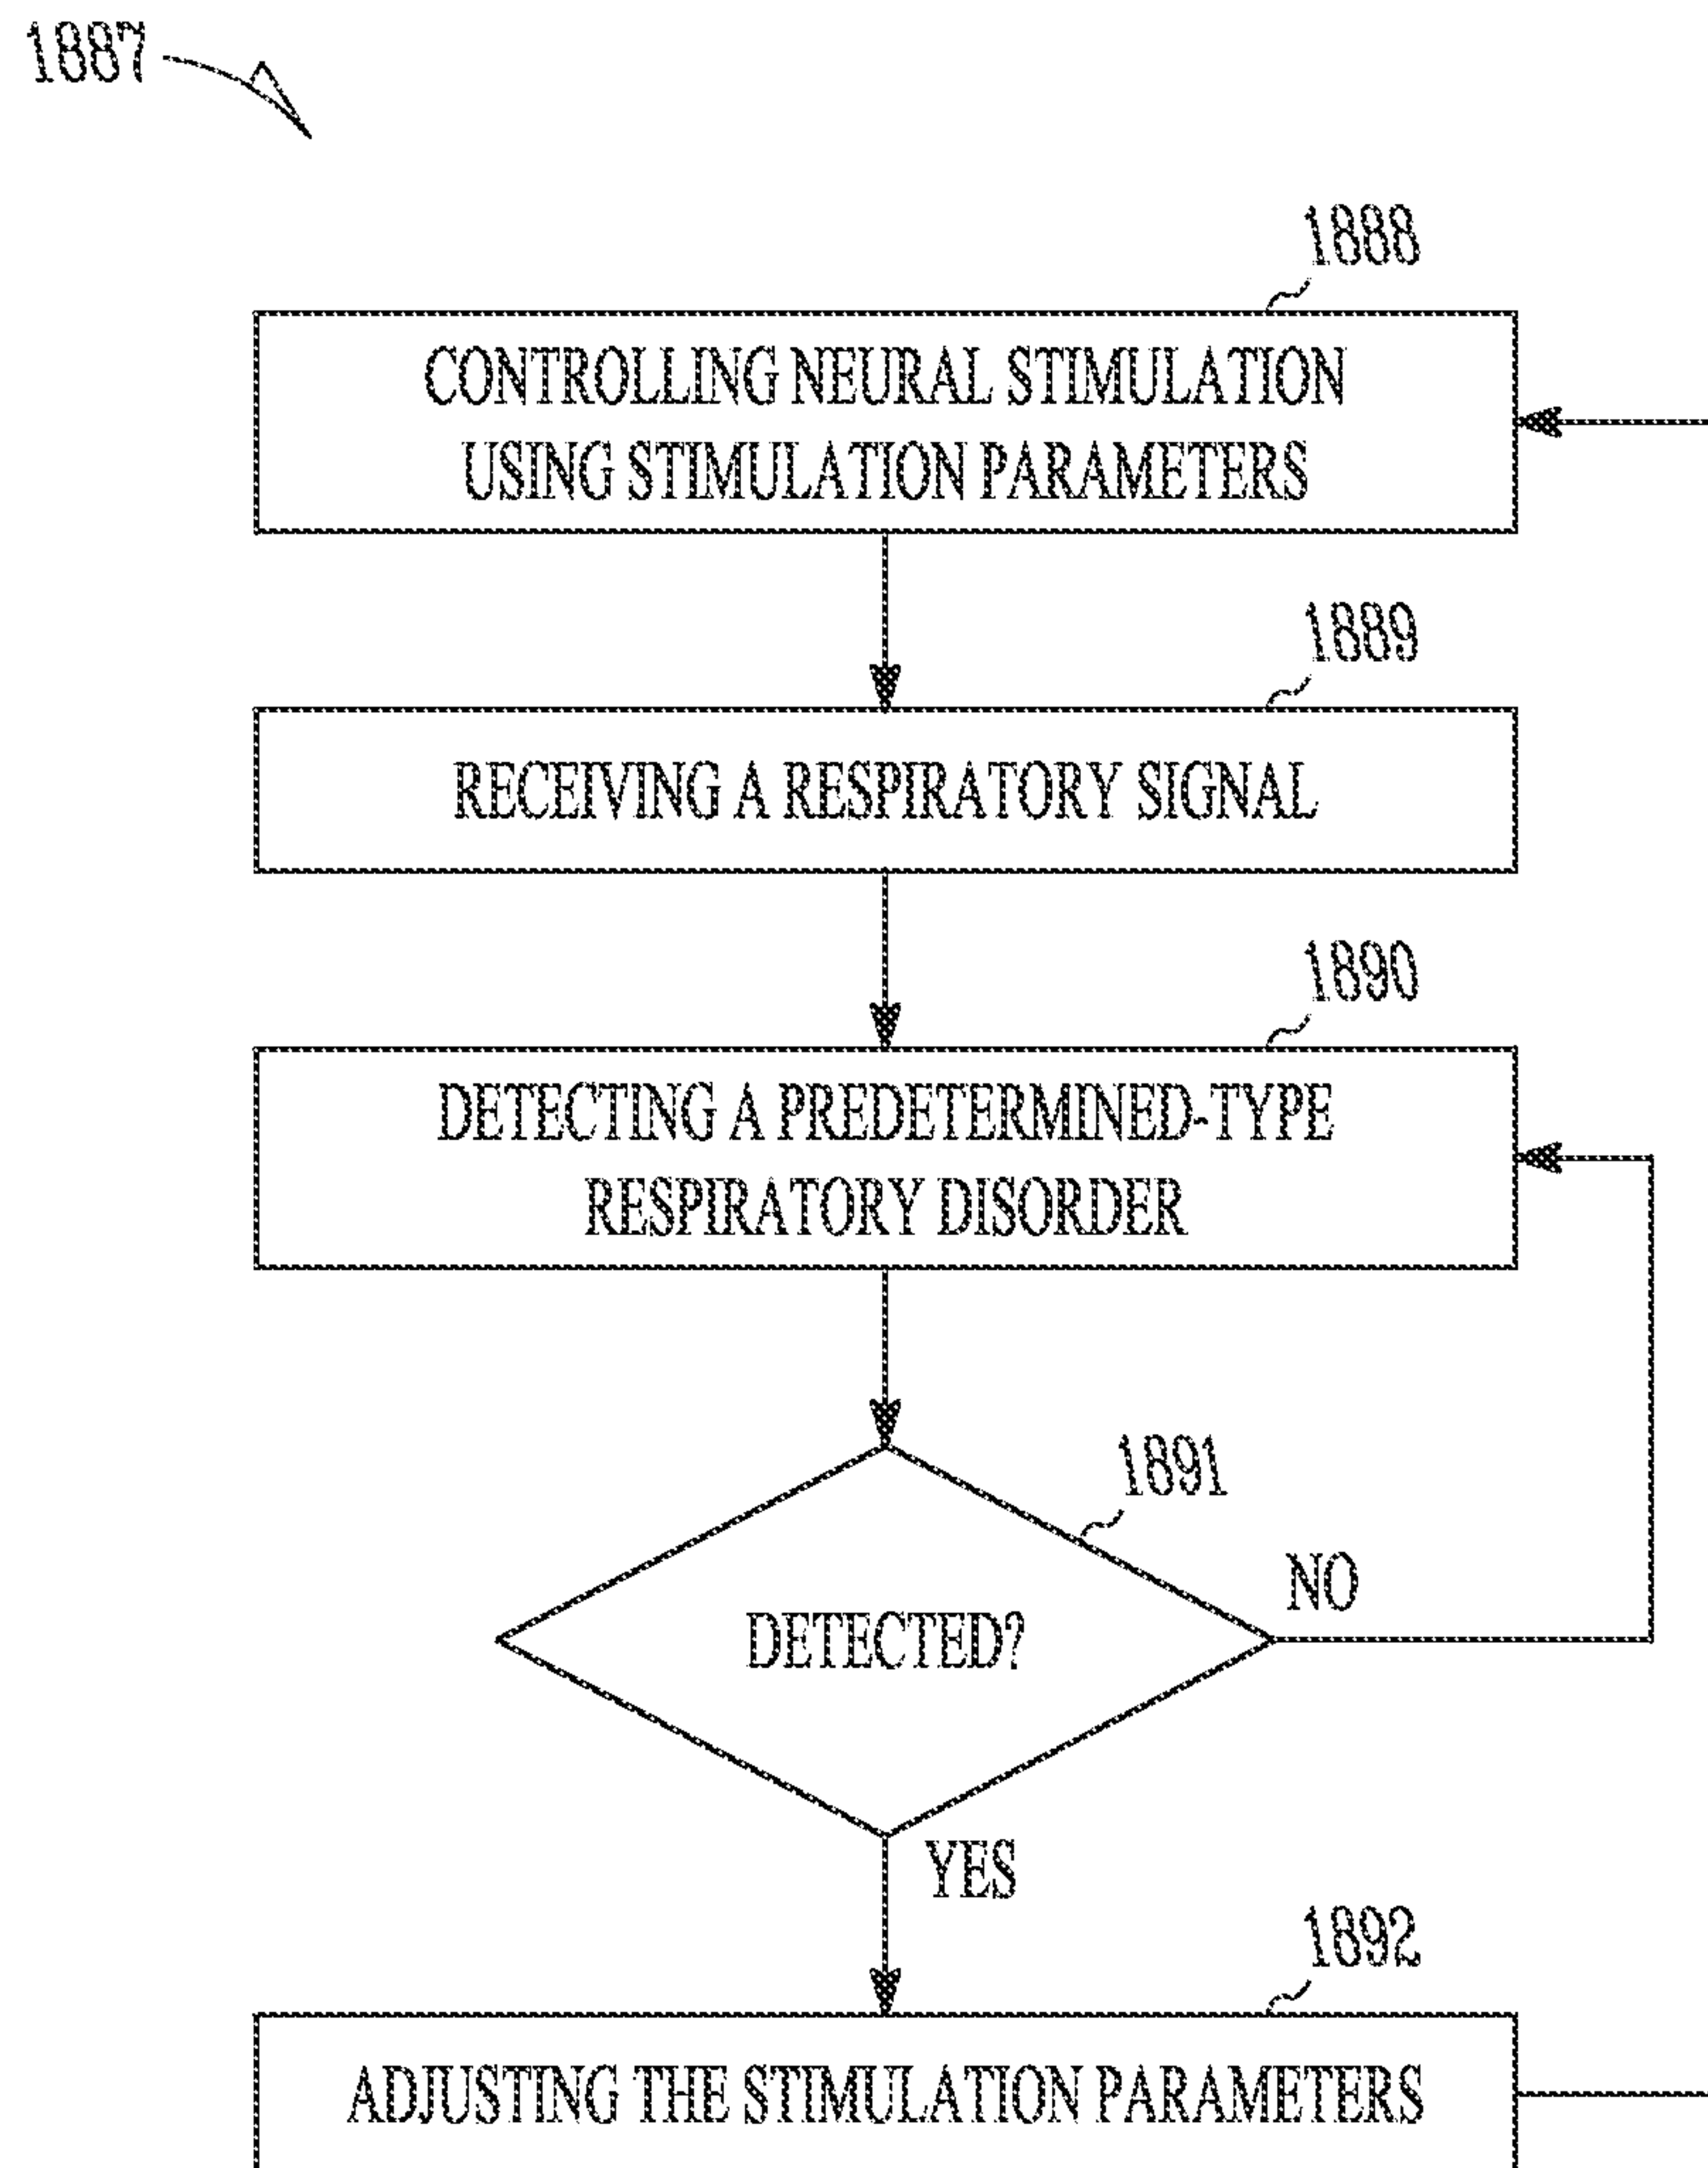 1887
1888
CONTROLLING NEURAL STIMULATION
USING STIMULATION PARAMETERS
1889
RECEIVING A RESPIRATORY SIGNAL
1890
DETECTING A PREDETERMINED-TYPE
RESPIRATORY DISORDER
1891
DETECTED?
NO
YES
1892
ADJUSTING THE STIMULATION PARAMETERS